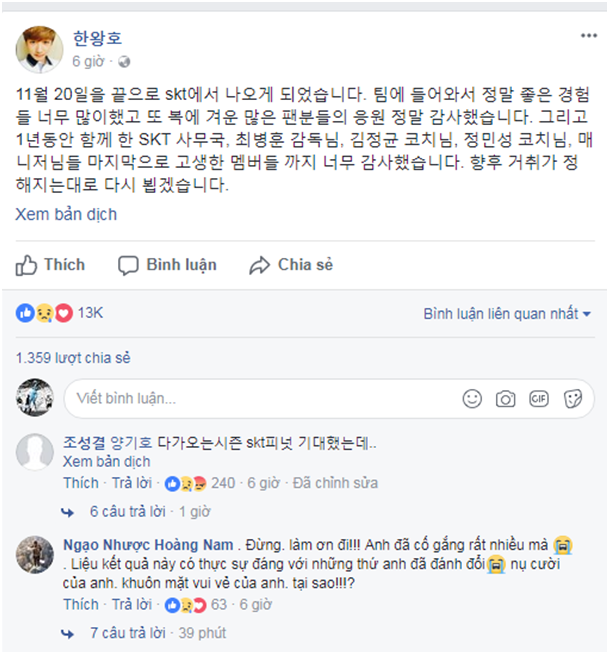 한왕호
6 giờ ·
11월 20일을 끝으로 skt에서 나오게 되었습니다. 팀에 들어와서 정말 좋은 경험
들 너무 많이했고 또 복에 겨운 많은 팬분들의 응원 정말 감사했습니다. 그리고
1년동안 함께 한 SKT 사무국, 최병훈 감독님, 김정균 코치님, 정민성 코치님, 매
니저님들 마지막으로 고생한 멤버들 까지 너무 감사했습니다. 향후 거취가 정
해지는대로 다시 뵙겠습니다.
Xem bản dịch
Thích Bình luận Chia sẻ
13K Bình luận liên quan nhất
1.359 lượt chia sẻ
Viết bình luận... GIF
조성결 양기호 다가오는시즌 skt피넛 기대했는데..
Xem bản dịch
Thích · Trả lời · 240 · 6 giờ · Đã chỉnh sửa
6 câu trả lời · 1 giờ
Ngạo Nhược Hoàng Nam . Đừng. làm ơn đi!!! Anh đã cố gắng rất nhiều mà 😭
. Liệu kết quả này có thực sự đáng với những thứ anh đã đánh đổi😭 nụ cười
của anh. khuôn mặt vui vẻ của anh. tại sao!!!?
Thích · Trả lời · 63 · 6 giờ
7 câu trả lời · 39 phút